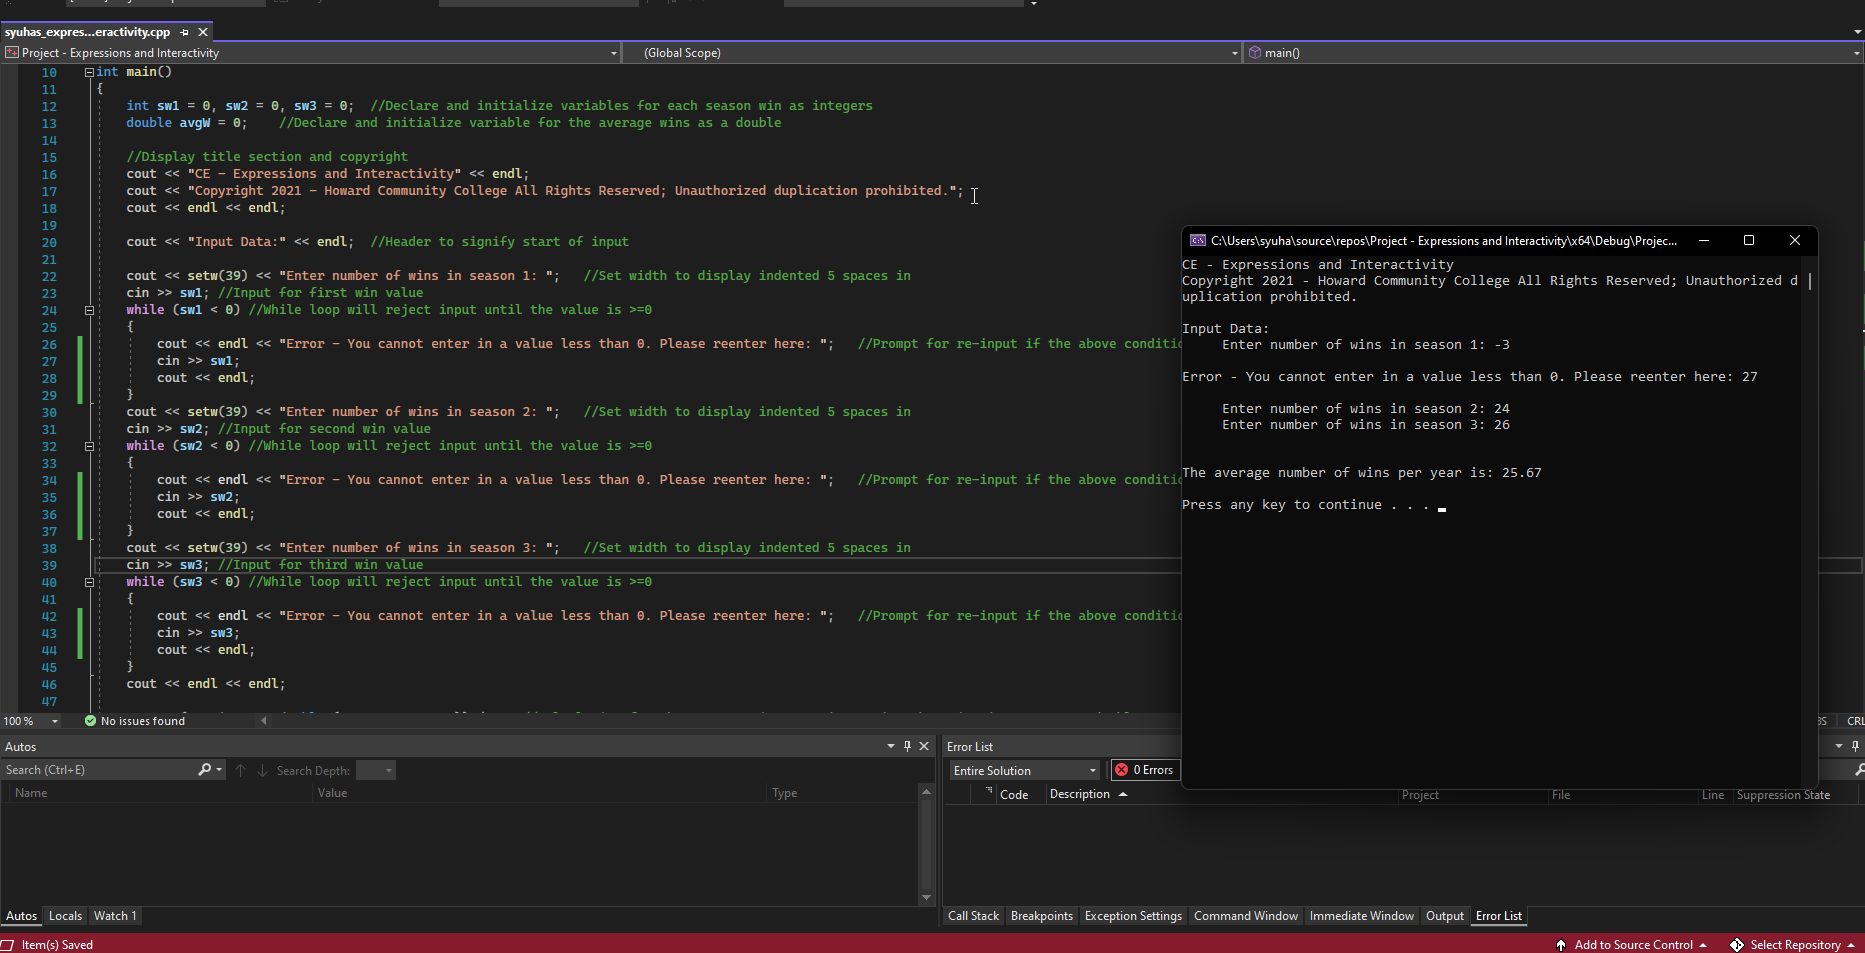 syuhas_expres...eractivity.cpp
Project - Expressions and Interactivity
(Global Scope)
main()
10 int main()
11 {
12 int sw1 = 0, sw2 = 0, sw3 = 0; //Declare and initialize variables for each season win as integers
13 double avgW = 0; //Declare and initialize variable for the average wins as a double
14
15 //Display title section and copyright
16 cout << "CE - Expressions and Interactivity" << endl;
17 cout << "Copyright 2021 - Howard Community College All Rights Reserved; Unauthorized duplication prohibited.";
18 cout << endl << endl;
19
20 cout << "Input Data:" << endl; //Header to signify start of input
21
22 cout << setw(39) << "Enter number of wins in season 1: "; //Set width to display indented 5 spaces in
23 cin >> sw1; //Input for first win value
24 while (sw1 < 0) //While loop will reject input until the value is >=0
25 {
26 cout << endl << "Error - You cannot enter in a value less than 0. Please reenter here: "; //Prompt for re-input if the above conditio
27 cin >> sw1;
28 cout << endl;
29 }
30 cout << setw(39) << "Enter number of wins in season 2: "; //Set width to display indented 5 spaces in
31 cin >> sw2; //Input for second win value
32 while (sw2 < 0) //While loop will reject input until the value is >=0
33 {
34 cout << endl << "Error - You cannot enter in a value less than 0. Please reenter here: "; //Prompt for re-input if the above conditio
35 cin >> sw2;
36 cout << endl;
37 }
38 cout << setw(39) << "Enter number of wins in season 3: "; //Set width to display indented 5 spaces in
39 cin >> sw3; //Input for third win value
40 while (sw3 < 0) //While loop will reject input until the value is >=0
41 {
42 cout << endl << "Error - You cannot enter in a value less than 0. Please reenter here: "; //Prompt for re-input if the above conditio
43 cin >> sw3;
44 cout << endl;
45 }
46 cout << endl << endl;
47
C:\Users\syuha\source\repos\Project - Expressions and Interactivity\x64\Debug\Projec...
CE - Expressions and Interactivity
Copyright 2021 - Howard Community College All Rights Reserved; Unauthorized d
uplication prohibited.
Input Data:
Enter number of wins in season 1: -3
Error - You cannot enter in a value less than 0. Please reenter here: 27
Enter number of wins in season 2: 24
Enter number of wins in season 3: 26
The average number of wins per year is: 25.67
Press any key to continue . . .
100 % No issues found
CRL
Autos
Search (Ctrl+E) Search Depth:
Name Value Type
Autos Locals Watch 1
Error List
Entire Solution 0 Errors
Code Description Project File Line Suppression State
Call Stack Breakpoints Exception Settings Command Window Immediate Window Output Error List
Item(s) Saved Add to Source Control Select Repository